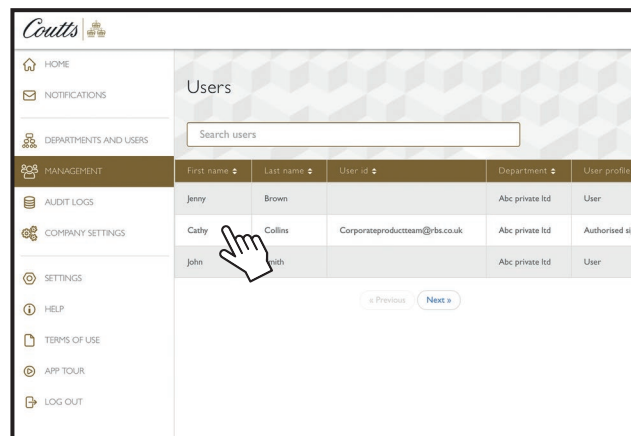 Coutts
HOME
NOTIFICATIONS
DEPARTMENTS AND USERS
MANAGEMENT
AUDIT LOGS
COMPANY SETTINGS
SETTINGS
HELP
TERMS OF USE
APP TOUR
LOG OUT
Users
Search users
First name Last name User id Department User profile
Jenny Brown Abc private ltd User
Cathy Collins Corporateproductteam@rbs.co.uk Abc private ltd Authorised
John Abc private ltd User
« Previous Next »